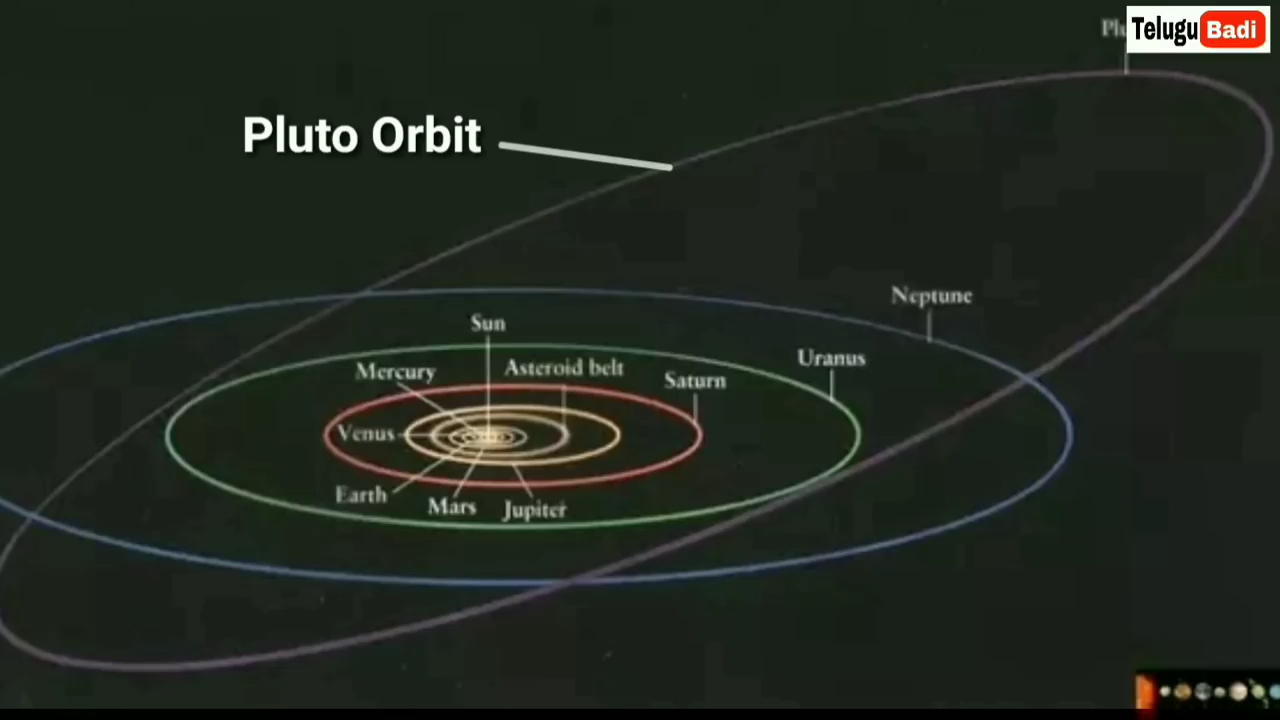 Telugu Badi
Pluto Orbit
Neptune
Sun
Uranus
Mercury
Asteroid belt
Saturn
Venus
Earth
Mars
Jupiter